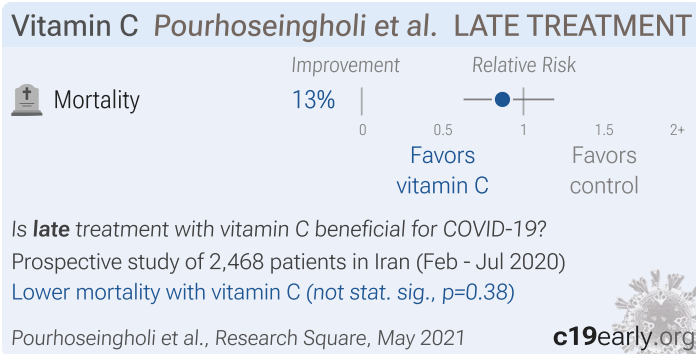 Vitamin C Pourhoseingholi et al. LATE TREATMENT
Improvement Relative Risk
Mortality 13%
0 0.5 1 1.5 2+
Favors vitamin C
Favors control
Is late treatment with vitamin C beneficial for COVID-19?
Prospective study of 2,468 patients in Iran (Feb - Jul 2020)
Lower mortality with vitamin C (not stat. sig., p=0.38)
Pourhoseingholi et al., Research Square, May 2021 c19early.org